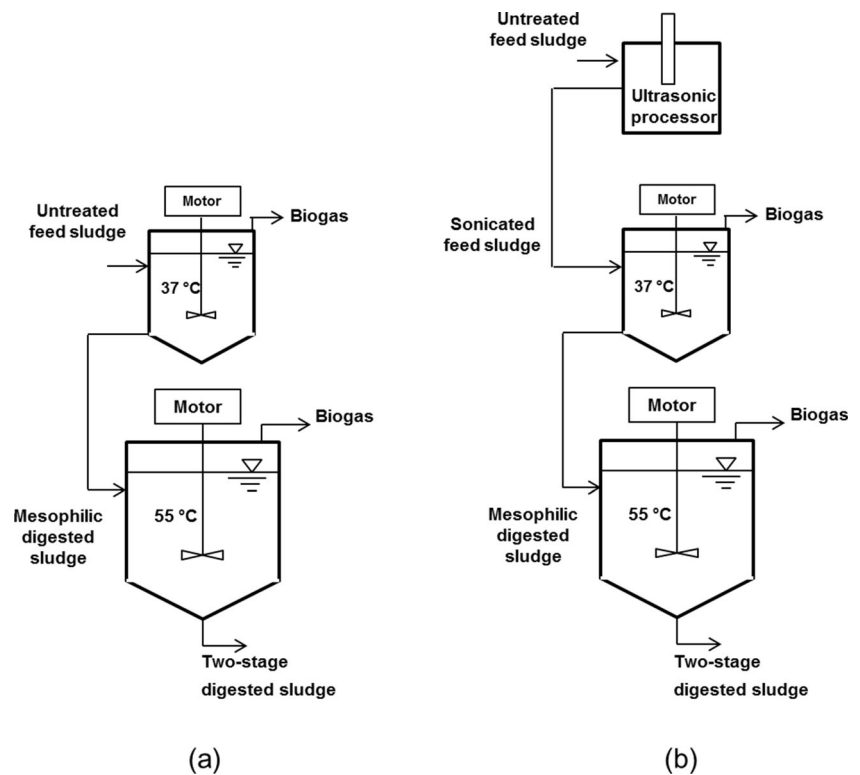 Untreated
feed sludge
Motor
Biogas
37 °C
Motor
Biogas
55 °C
Mesophilic
digested
sludge
Two-stage
digested sludge
(a)
Untreated
feed sludge
Ultrasonic
processor
Sonicated
feed sludge
Motor
Biogas
37 °C
Motor
Biogas
55 °C
Mesophilic
digested
sludge
Two-stage
digested sludge
(b)